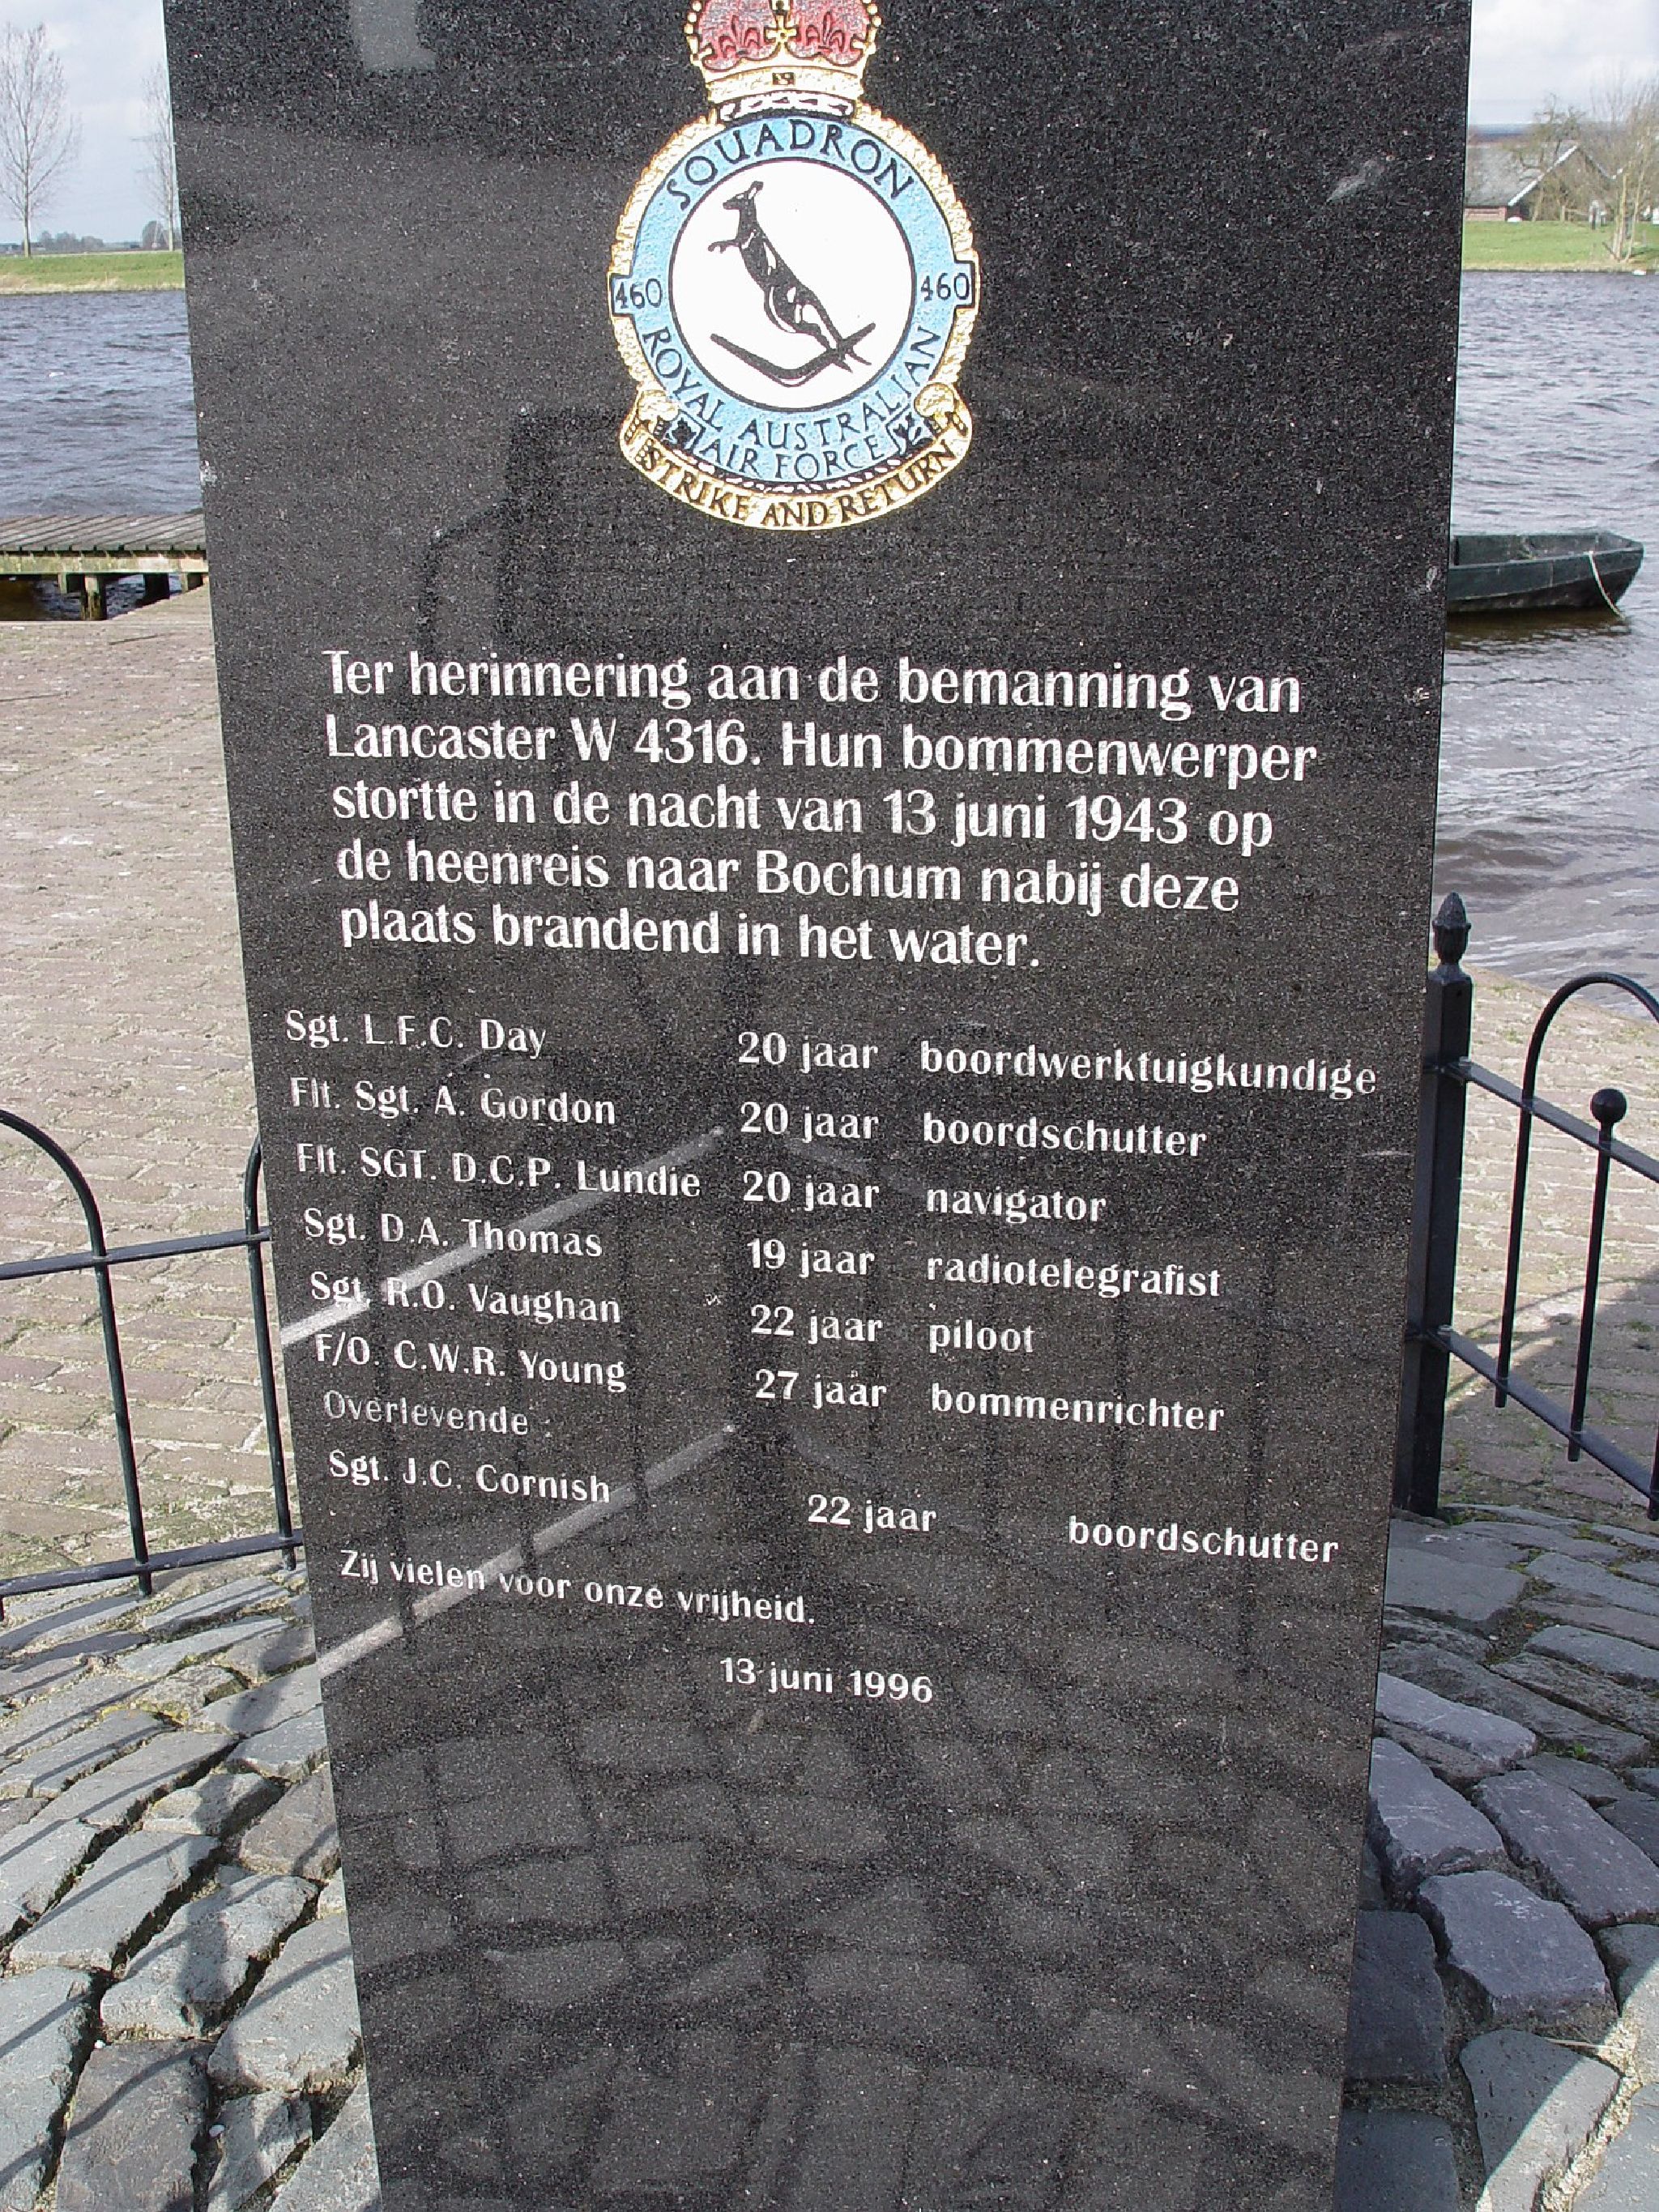 SQUADRON
460 460
ROYAL AUSTRALIAN
AIR FORCE
STRIKE AND RETURN
Ter herinnering aan de bemanning van
Lancaster W 4316. Hun bommenwerper
stortte in de nacht van 13 juni 1943 op
de heenreis naar Bochum nabij deze
plaats brandend in het water.
Sgt. L.F.C. Day 20 jaar boordwerktuigkundige
Flt. Sgt. A. Gordon 20 jaar boordschutter
Flt. SGT. D.C.P. Lundie 20 jaar navigator
Sgt. D.A. Thomas 19 jaar radiotelegrafist
Sgt. R.O. Vaughan 22 jaar piloot
F/O. C.W.R. Young 27 jaar bommenrichter
Overlevende :
Sgt. J.C. Cornish 22 jaar boordschutter
Zij vielen voor onze vrijheid.
13 juni 1996